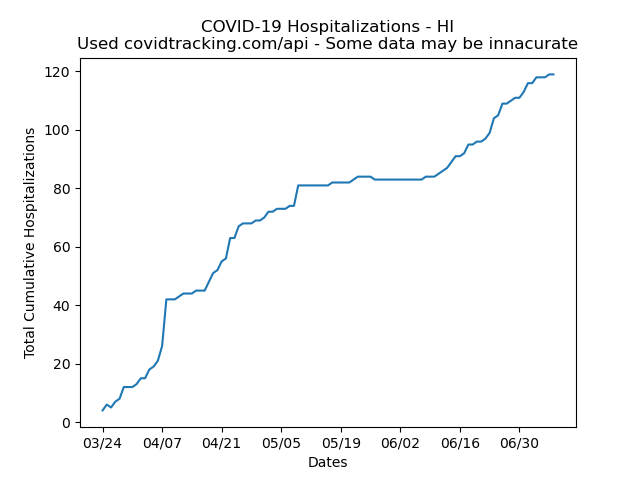 COVID-19 Hospitalizations - HI
Used covidtracking.com/api - Some data may be innacurate
Total Cumulative Hospitalizations
120
100
80
60
40
20
0
03/24 04/07 04/21 05/05 05/19 06/02 06/16 06/30
Dates